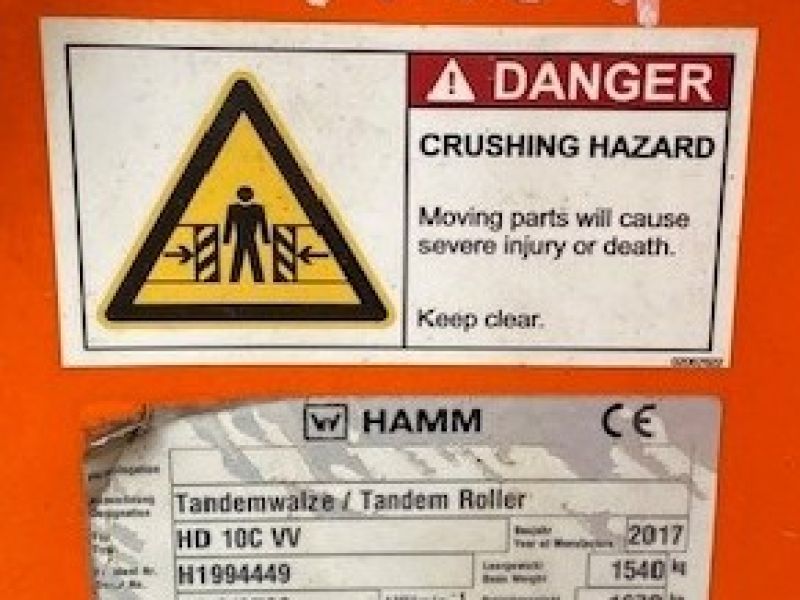 DANGER
CRUSHING HAZARD
Moving parts will cause
severe injury or death.
Keep clear.
HAMM CE
Tandemwalze / Tandem Roller
HD 10C VV Baujahr Year of Manufacture 2017
H1994449 Leergewicht Basic Weight 1540 kg